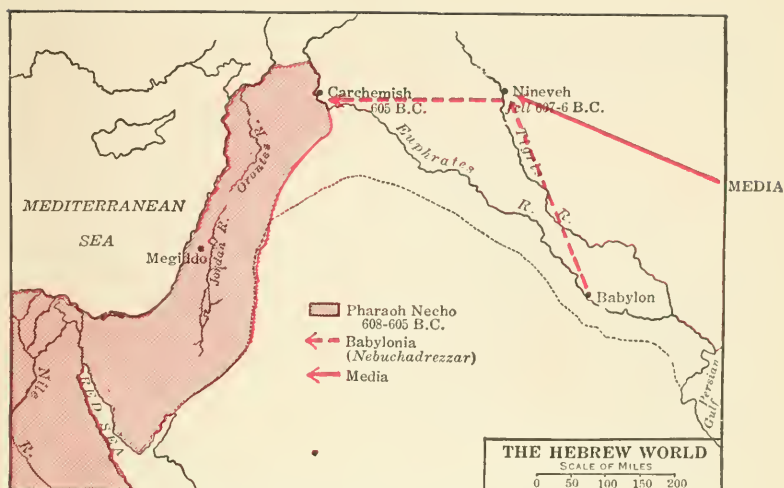 Carchemish
605 B.C.
Nineveh
Fell 607-6 B.C.
Tigris
R.
Euphrates
R.
MEDIA
Orontes
R.
MEDITERRANEAN
SEA
Megiddo
Jordan R.
Babylon
Pharaoh Necho
608-605 B.C.
Babylonia
(Nebuchadrezzar)
Media
Nile
R.
RED SEA
Persian
Gulf
THE HEBREW WORLD
SCALE OF MILES
0 50 100 150 200